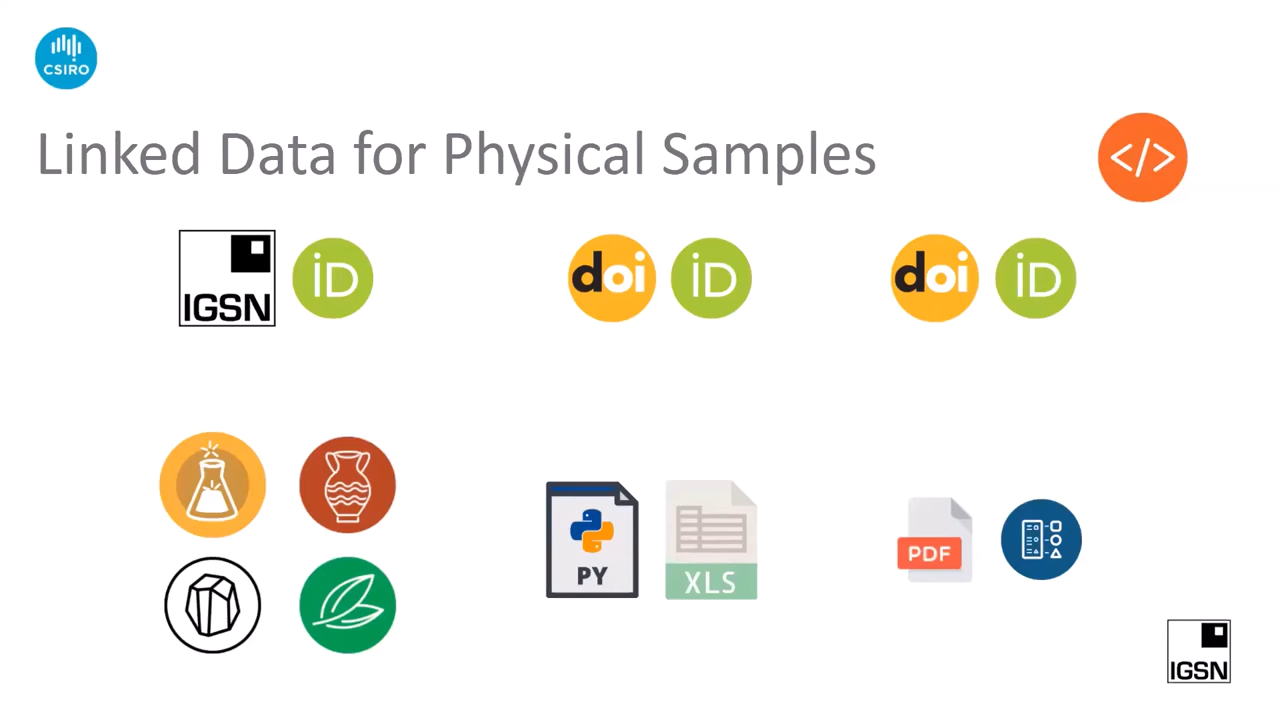 CSIRO
Linked Data for Physical Samples
</>
IGSN
iD
doi
iD
doi
iD
PY
XLS
PDF
IGSN